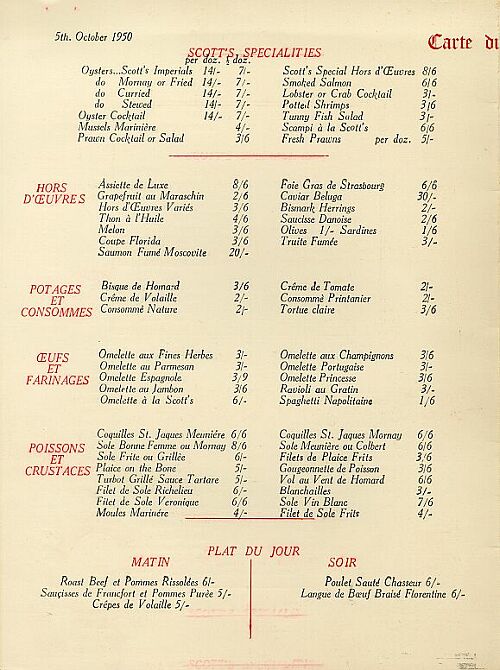 5th. October 1950
Carte du
SCOTT'S, SPECIALITIES
per doz. ½ doz.
Oysters...Scott's Imperials 14/- 7/-
do Mornay or Fried 14/- 7/-
do Curried 14/- 7/-
do Stewed 14/- 7/-
Oyster Cocktail 14/- 7/-
Mussels Marinière 4/-
Prawn Cocktail or Salad 3/6
Scott's Special Hors d'Œuvres 8/6
Smoked Salmon 6/6
Lobster or Crab Cocktail 3/-
Potted Shrimps 3/6
Tunny Fish Salad 3/-
Scampi à la Scott's 6/6
Fresh Prawns per doz. 5/-
HORS
D'ŒUVRES
Assiette de Luxe 8/6
Grapefruit au Maraschin 2/6
Hors d'Œuvres Variés 3/6
Thon à l'Huile 4/6
Melon 3/6
Coupe Florida 3/6
Saumon Fumé Moscovite 20/-
Foie Gras de Strasbourg 6/6
Caviar Beluga 30/-
Bismark Herrings 2/-
Saucisse Danoise 2/6
Olives 1/- Sardines 1/6
Truite Fumée 3/-
POTAGES
ET
CONSOMMES
Bisque de Homard 3/6
Créme de Volaille 2/-
Consommé Nature 2/-
Créme de Tomate 2/-
Consommé Printanier 2/-
Tortue claire 3/6
ŒUFS
ET
FARINAGES
Omelette aux Fines Herbes 3/-
Omelette au Parmesan 3/-
Omelette Espagnole 3/9
Omelette au Jambon 3/6
Omelette à la Scott's 6/-
Omelette aux Champignons 3/6
Omelette Portugaise 3/-
Omelette Princesse 3/6
Ravioli au Gratin 3/-
Spaghetti Napolitaine 1/6
POISSONS
ET
CRUSTACES
Coquilles St. Jaques Meuniére 6/6
Sole Bonne Femme ou Mornay 8/6
Sole Frite ou Grillée 6/-
Plaice on the Bone 5/-
Turbot Grillé Sauce Tartare 5/-
Filet de Sole Richelieu 6/-
Filet de Sole Veronique 6/6
Moules Marinére 4/-
Coquilles St. Jaques Mornay 6/6
Sole Meunière ou Colbert 6/6
Filets de Plaice Frits 3/6
Gougeonnette de Poisson 3/6
Vol au Vent de Homard 6/6
Blanchailles 3/-
Sole Vin Blanc 7/6
Filet de Sole Frits 4/-
PLAT DU JOUR
MATIN
Roast Beef et Pommes Rissolées 6/-
Sauçisses de Francfort et Pommes Purée 5/-
Crépes de Volaille 5/-
SOIR
Poulet Sauté Chasseur 6/-
Langue de Bœuf Braisé Florentine 6/-